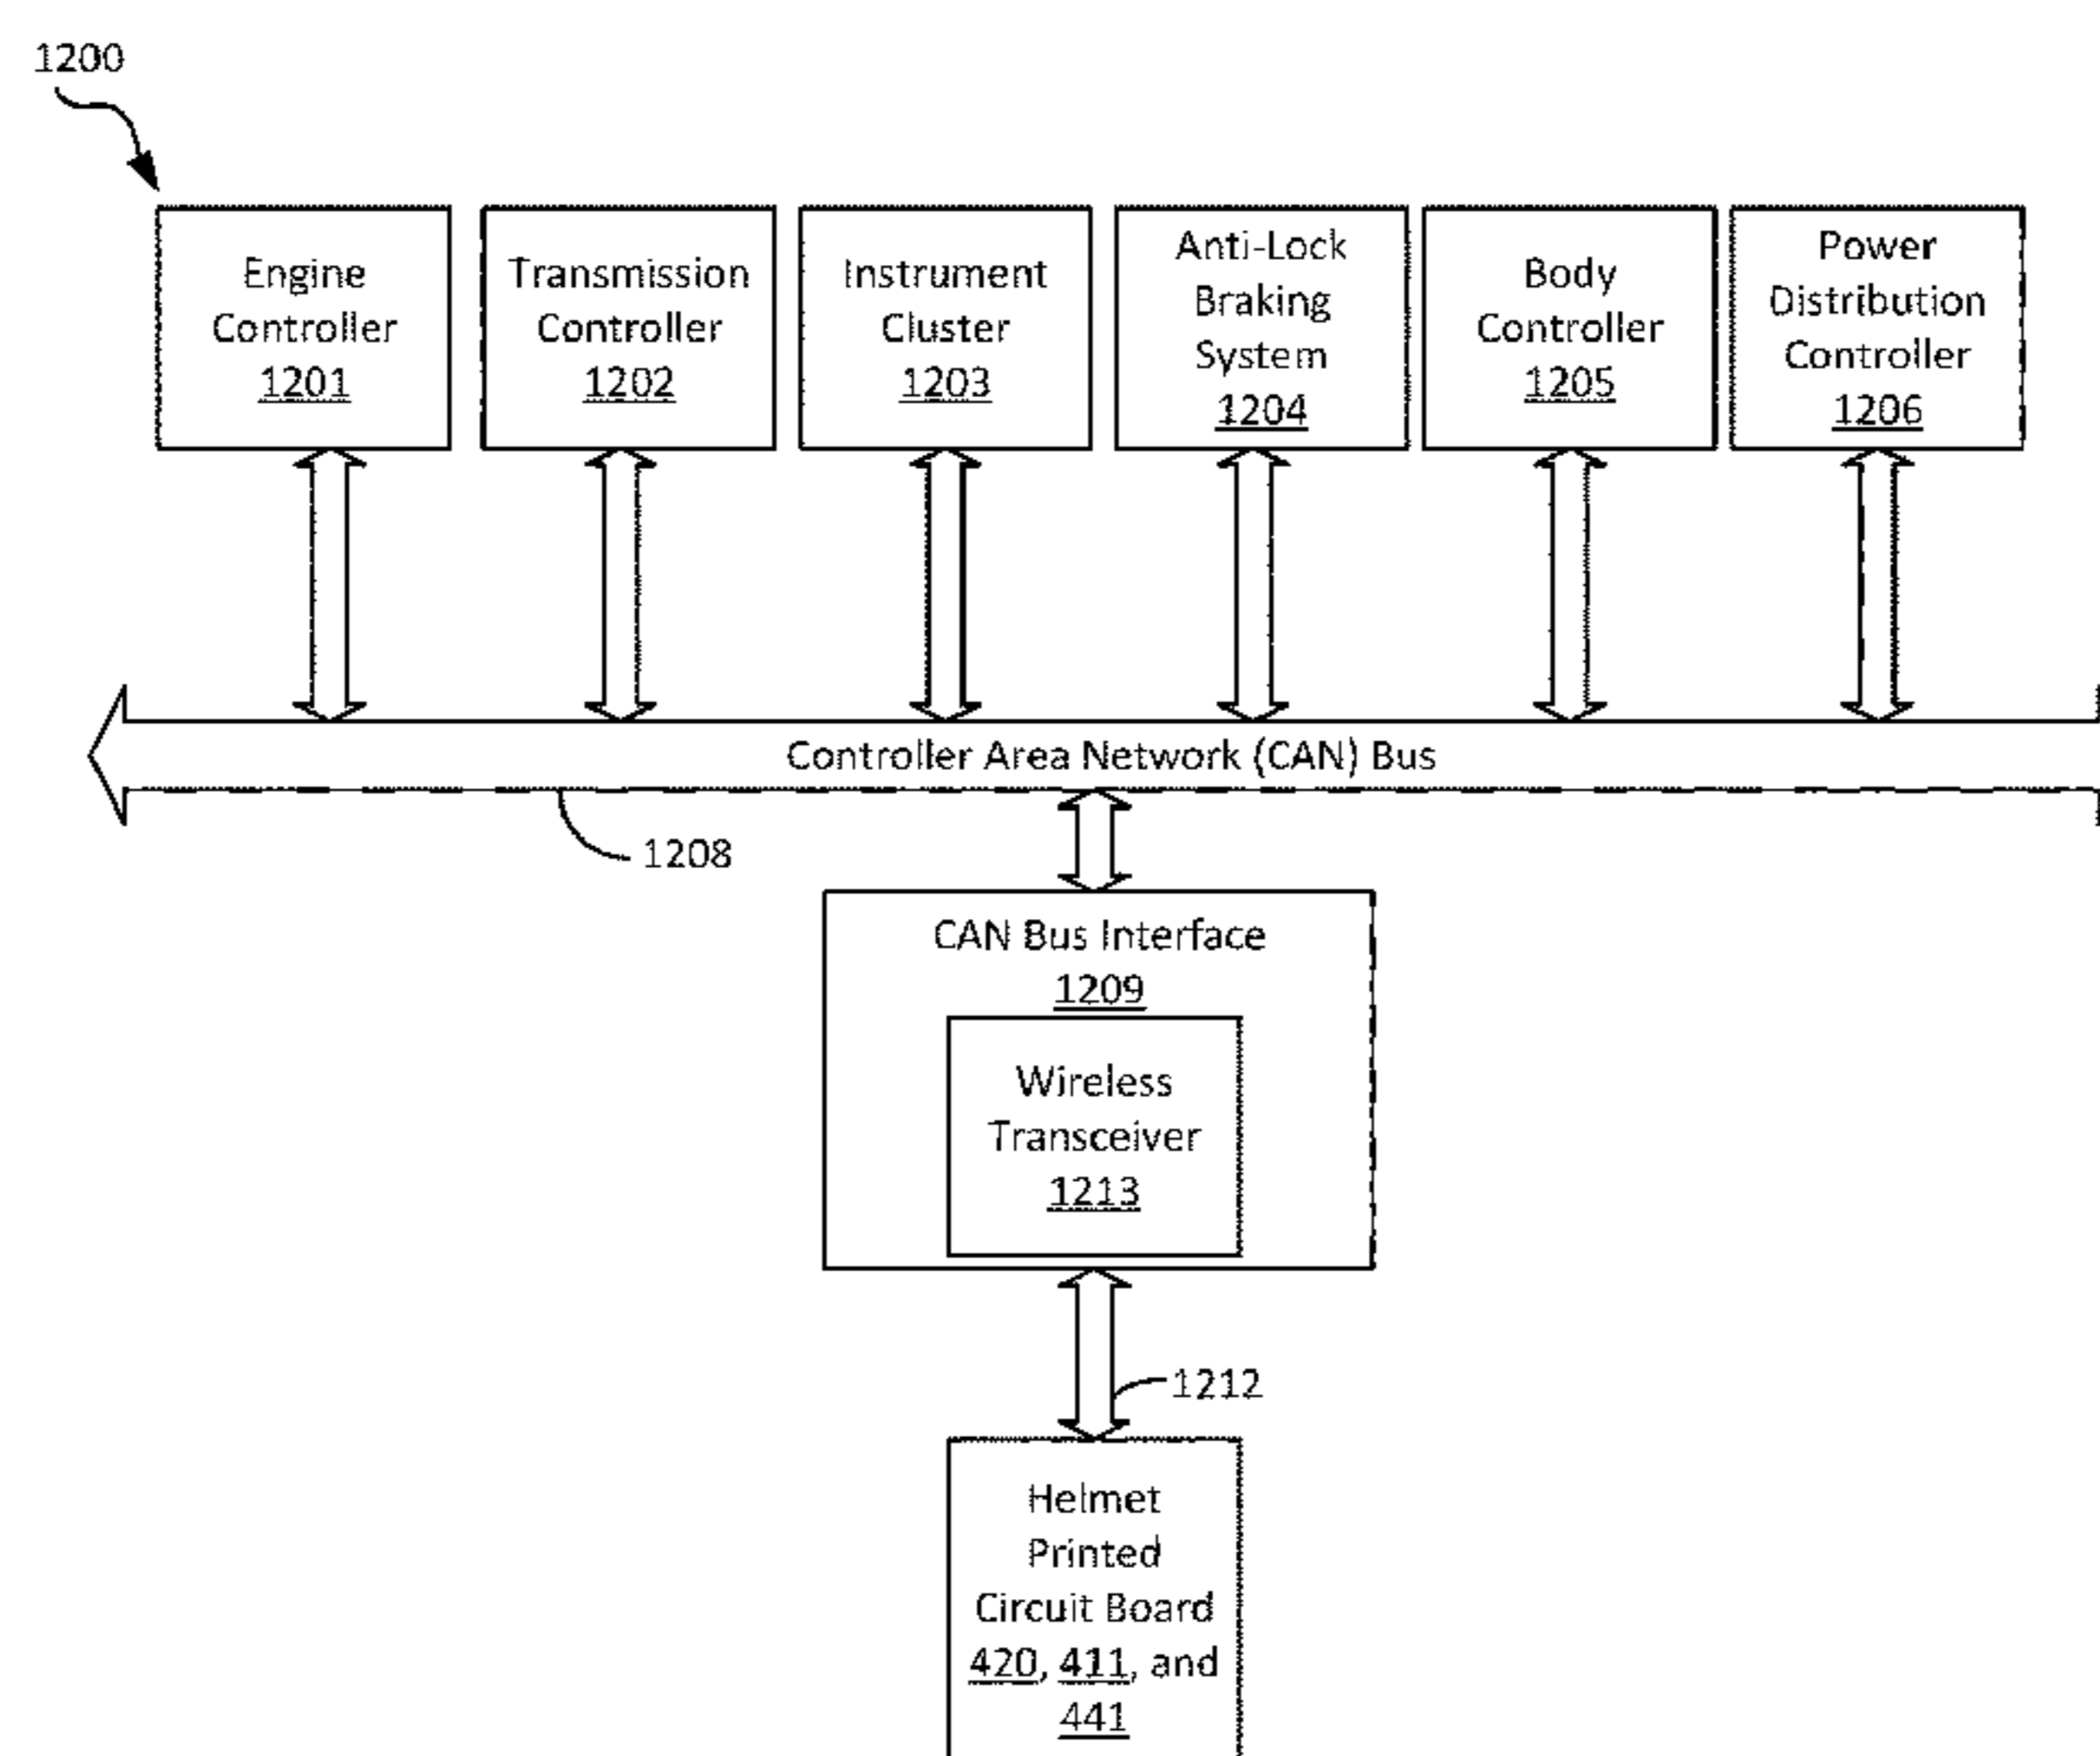 1200
Engine
Controller
1201
Transmission
Controller
1202
Instrument
Cluster
1203
Anti-Lock
Braking
System
1204
Body
Controller
1205
Power
Distribution
Controller
1206
Controller Area Network (CAN) Bus
1208
CAN Bus Interface
1209
Wireless
Transceiver
1213
1212
Helmet
Printed
Circuit Board
420, 411, and
441